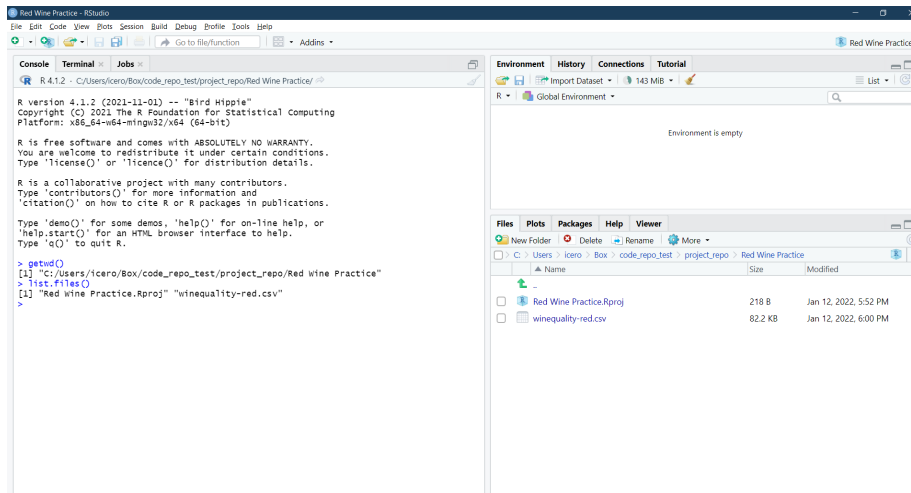 Red Wine Practice - RStudio
File Edit Code View Plots Session Build Debug Profile Tools Help
Go to file/function Addins
Red Wine Practice
Console Terminal Jobs
R 4.1.2 · C:/Users/icero/Box/code_repo_test/project_repo/Red Wine Practice/
R version 4.1.2 (2021-11-01) -- "Bird Hippie"
Copyright (C) 2021 The R Foundation for Statistical Computing
Platform: x86_64-w64-mingw32/x64 (64-bit)
R is free software and comes with ABSOLUTELY NO WARRANTY.
You are welcome to redistribute it under certain conditions.
Type 'license()' or 'licence()' for distribution details.
R is a collaborative project with many contributors.
Type 'contributors()' for more information and
'citation()' on how to cite R or R packages in publications.
Type 'demo()' for some demos, 'help()' for on-line help, or
'help.start()' for an HTML browser interface to help.
Type 'q()' to quit R.
> getwd()
[1] "C:/Users/icero/Box/code_repo_test/project_repo/Red Wine Practice"
> list.files()
[1] "Red Wine Practice.Rproj" "winequality-red.csv"
>
Environment History Connections Tutorial
Import Dataset 143 MiB List
R Global Environment
Environment is empty
Files Plots Packages Help Viewer
New Folder Delete Rename More
C: > Users > icero > Box > code_repo_test > project_repo > Red Wine Practice
Name Size Modified
..
Red Wine Practice.Rproj 218 B Jan 12, 2022, 5:52 PM
winequality-red.csv 82.2 KB Jan 12, 2022, 6:00 PM